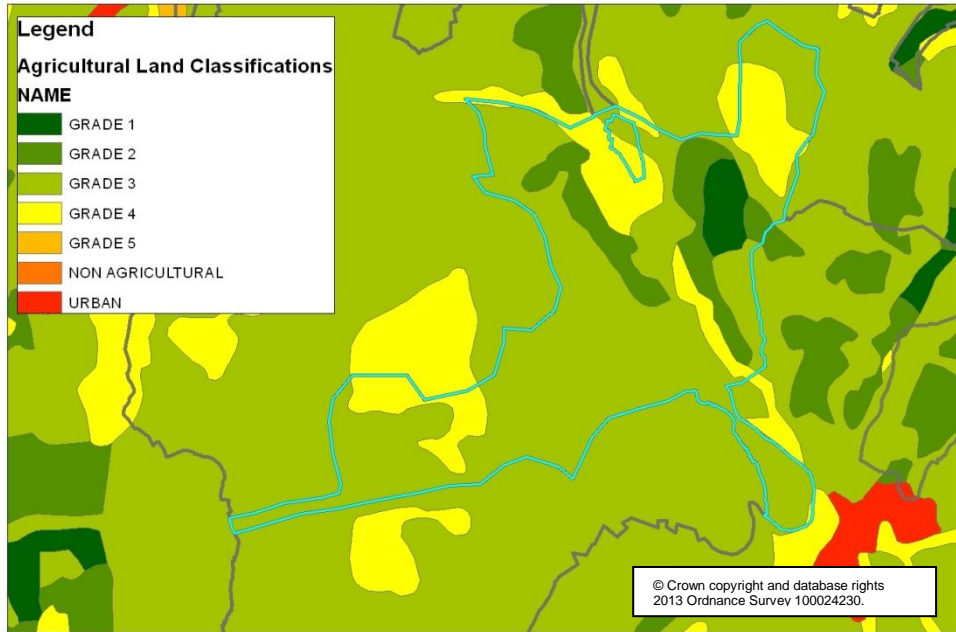 Legend
Agricultural Land Classifications
NAME
GRADE 1
GRADE 2
GRADE 3
GRADE 4
GRADE 5
NON AGRICULTURAL
URBAN
© Crown copyright and database rights
2013 Ordnance Survey 100024230.